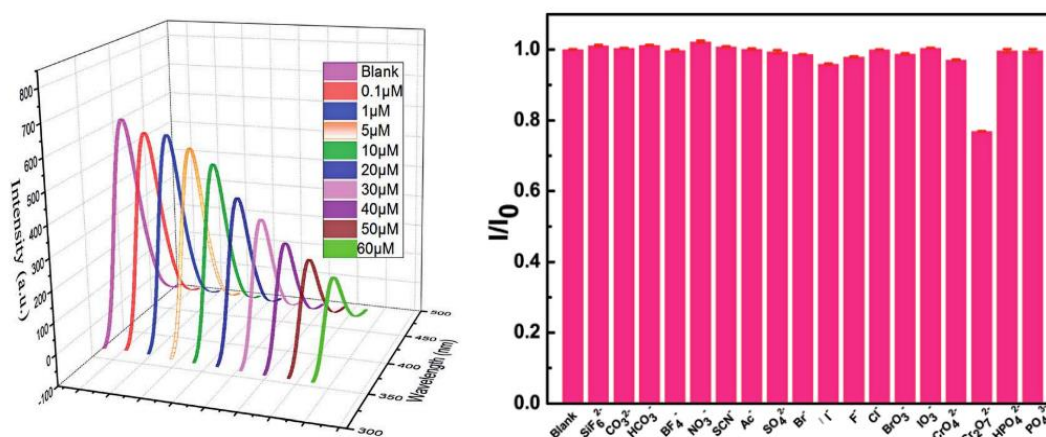 800
700
600
500
400
300
200
100
0
-100
Intensity (a.u.)
Blank
0.1μM
1μM
5μM
10μM
20μM
30μM
40μM
50μM
60μM
500
450
400
350
300
Wavelength (nm)
I/I0
1.0
0.8
0.6
0.4
0.2
0.0
Blank
SiF6 2-
CO3 2-
HCO3 -
BF4 -
NO3 -
SCN-
Ac-
SO4 2-
Br-
I-
F-
Cl-
BrO3 -
IO3 -
CrO4 2-
2O7 2-
HPO4 2-
PO4 3-